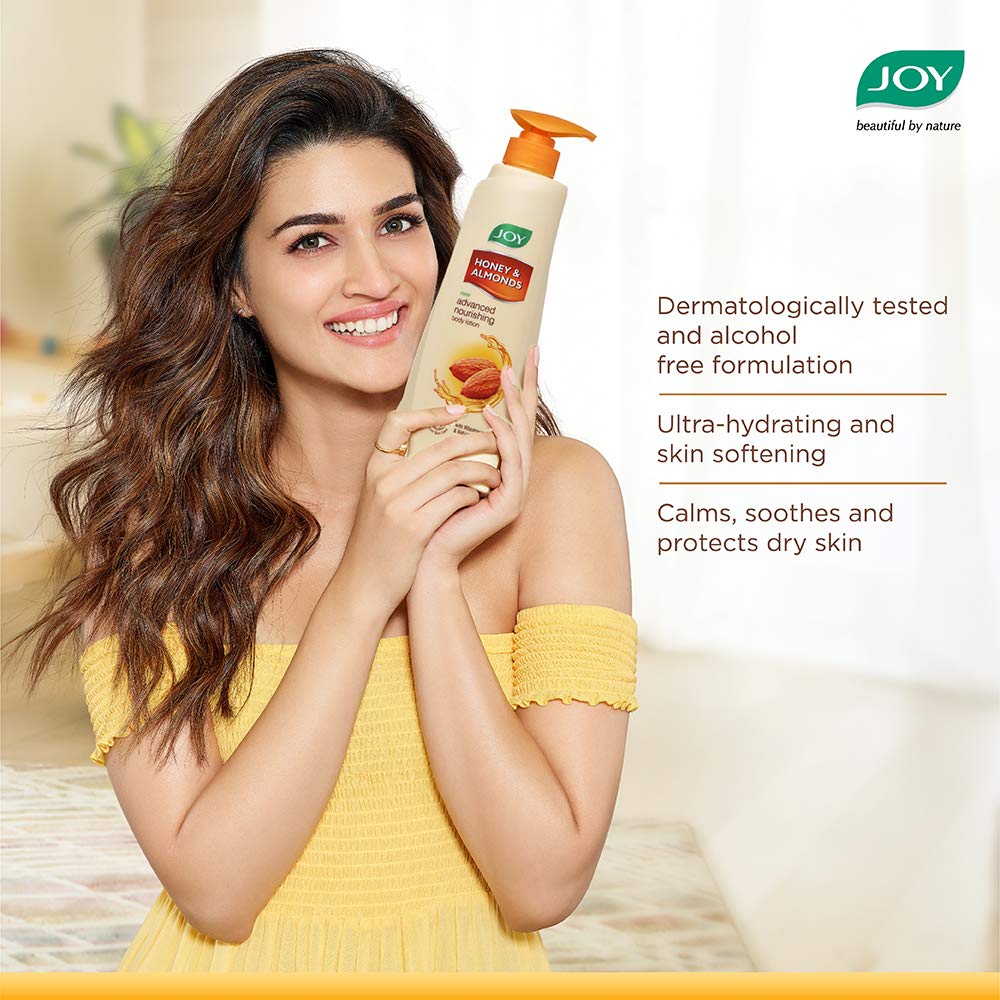 JOY
beautiful by nature
JOY
HONEY &
ALMONDS
new
advanced
nourishing
body lotion
Dermatologically tested
and alcohol
free formulation
Ultra-hydrating and
skin softening
Calms, soothes and
protects dry skin